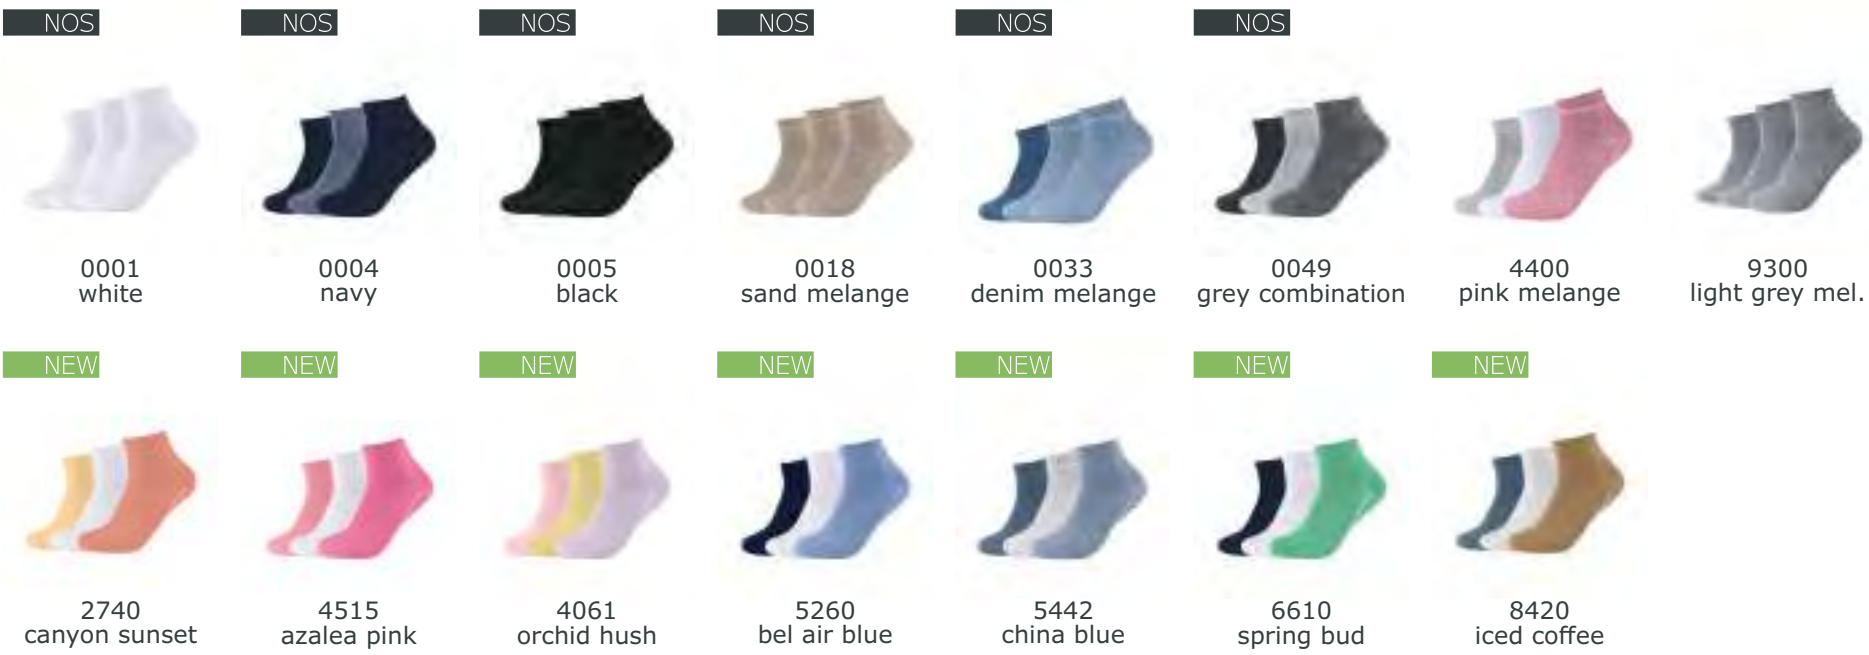 NOS NOS NOS NOS NOS NOS
0001 0004 0005 0018 0033 0049 4400 9300
white navy black sand melange denim melange grey combination pink melange light grey mel.
NEW NEW NEW NEW NEW NEW NEW
2740 4515 4061 5260 5442 6610 8420
canyon sunset azalea pink orchid hush bel air blue china blue spring bud iced coffee